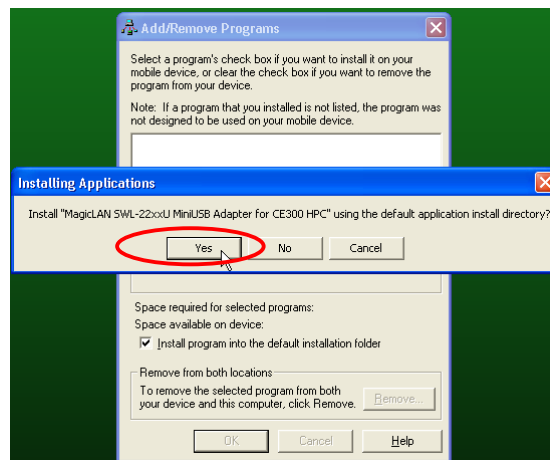 Add/Remove Programs
Select a program's check box if you want to install it on your
mobile device, or clear the check box if you want to remove the
program from your device.
Note: If a program that you installed is not listed, the program was
not designed to be used on your mobile device.
Installing Applications
Install "MagicLAN SWL-22xxU MiniUSB Adapter for CE300 HPC" using the default application install directory?
Yes
No
Cancel
Space required for selected programs:
Space available on device:
Install program into the default installation folder
Remove from both locations
To remove the selected program from both
your device and this computer, click Remove.
Remove...
OK
Cancel
Help